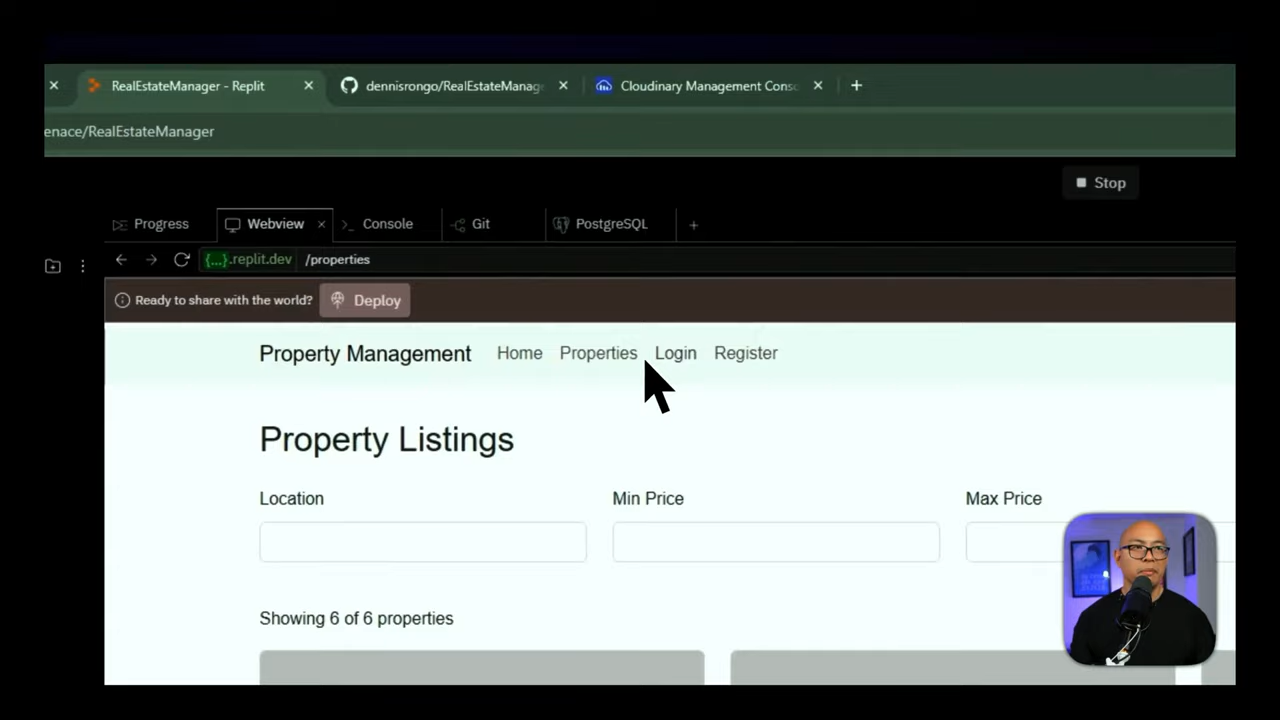 RealEstateManager - Replit
dennisrongo/RealEstateManag
Cloudinary Management Cons
enace/RealEstateManager
Stop
Progress
Webview
Console
Git
PostgreSQL
{...}.replit.dev /properties
Ready to share with the world? Deploy
Property Management Home Properties Login Register
Property Listings
Location Min Price Max Price
Showing 6 of 6 properties